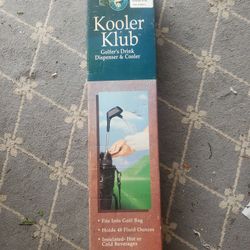 Kooler
Klub
Golfer's Drink
Dispenser & Cooler
• Fits Into Golf Bag
• Holds 48 Fluid Ounces
• Insulated- Hot or
Cold Beverages